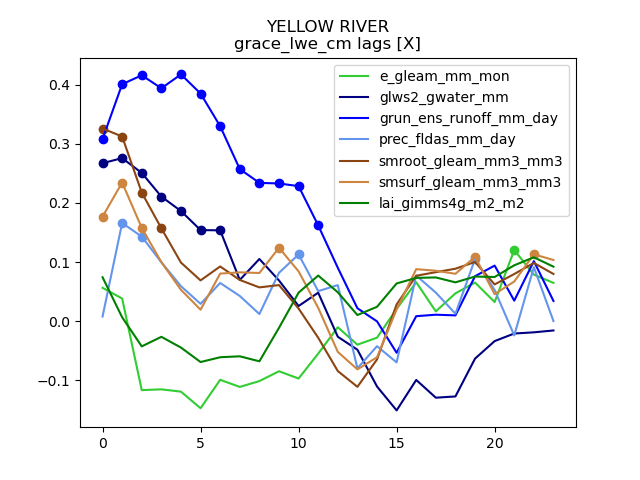 YELLOW RIVER
grace_lwe_cm lags [X]
e_gleam_mm_mon
glws2_gwater_mm
grun_ens_runoff_mm_day
prec_fldas_mm_day
smroot_gleam_mm3_mm3
smsurf_gleam_mm3_mm3
lai_gimms4g_m2_m2
0.4
0.3
0.2
0.1
0.0
−0.1
0 5 10 15 20